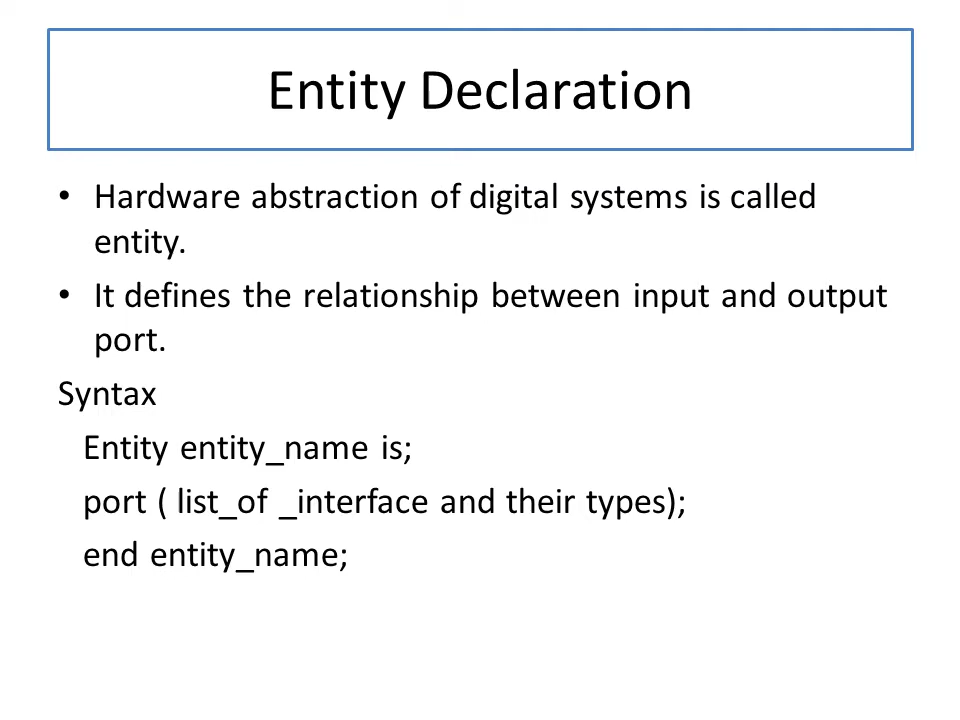 Entity Declaration
• Hardware abstraction of digital systems is called
entity.
• It defines the relationship between input and output
port.
Syntax
Entity entity_name is;
port ( list_of _interface and their types);
end entity_name;